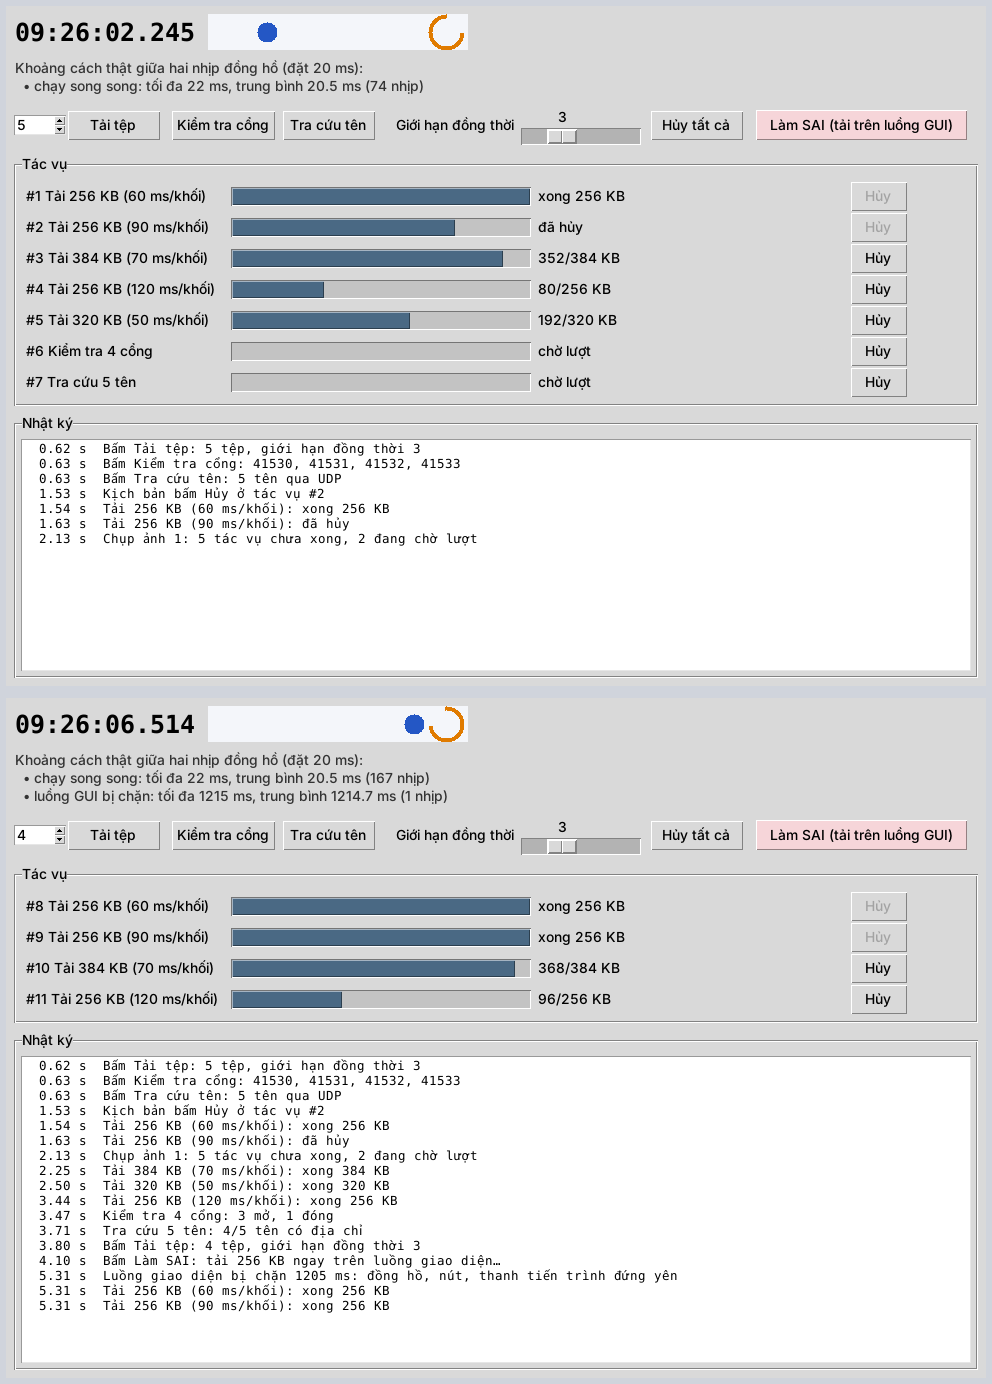 09:26:02.245
Khoảng cách thật giữa hai nhịp đồng hồ (đặt 20 ms):
• chạy song song: tối đa 22 ms, trung bình 20.5 ms (74 nhịp)
5 Tải tệp Kiểm tra cổng Tra cứu tên Giới hạn đồng thời 3 Hủy tất cả Làm SAI (tải trên luồng GUI)
Tác vụ
#1 Tải 256 KB (60 ms/khối) xong 256 KB Hủy
#2 Tải 256 KB (90 ms/khối) đã hủy Hủy
#3 Tải 384 KB (70 ms/khối) 352/384 KB Hủy
#4 Tải 256 KB (120 ms/khối) 80/256 KB Hủy
#5 Tải 320 KB (50 ms/khối) 192/320 KB Hủy
#6 Kiểm tra 4 cổng chờ lượt Hủy
#7 Tra cứu 5 tên chờ lượt Hủy
Nhật ký
0.62 s Bấm Tải tệp: 5 tệp, giới hạn đồng thời 3
0.63 s Bấm Kiểm tra cổng: 41530, 41531, 41532, 41533
0.63 s Bấm Tra cứu tên: 5 tên qua UDP
1.53 s Kịch bản bấm Hủy ở tác vụ #2
1.54 s Tải 256 KB (60 ms/khối): xong 256 KB
1.63 s Tải 256 KB (90 ms/khối): đã hủy
2.13 s Chụp ảnh 1: 5 tác vụ chưa xong, 2 đang chờ lượt
09:26:06.514
Khoảng cách thật giữa hai nhịp đồng hồ (đặt 20 ms):
• chạy song song: tối đa 22 ms, trung bình 20.5 ms (167 nhịp)
• luồng GUI bị chặn: tối đa 1215 ms, trung bình 1214.7 ms (1 nhịp)
4 Tải tệp Kiểm tra cổng Tra cứu tên Giới hạn đồng thời 3 Hủy tất cả Làm SAI (tải trên luồng GUI)
Tác vụ
#8 Tải 256 KB (60 ms/khối) xong 256 KB Hủy
#9 Tải 256 KB (90 ms/khối) xong 256 KB Hủy
#10 Tải 384 KB (70 ms/khối) 368/384 KB Hủy
#11 Tải 256 KB (120 ms/khối) 96/256 KB Hủy
Nhật ký
0.62 s Bấm Tải tệp: 5 tệp, giới hạn đồng thời 3
0.63 s Bấm Kiểm tra cổng: 41530, 41531, 41532, 41533
0.63 s Bấm Tra cứu tên: 5 tên qua UDP
1.53 s Kịch bản bấm Hủy ở tác vụ #2
1.54 s Tải 256 KB (60 ms/khối): xong 256 KB
1.63 s Tải 256 KB (90 ms/khối): đã hủy
2.13 s Chụp ảnh 1: 5 tác vụ chưa xong, 2 đang chờ lượt
2.25 s Tải 384 KB (70 ms/khối): xong 384 KB
2.50 s Tải 320 KB (50 ms/khối): xong 320 KB
3.44 s Tải 256 KB (120 ms/khối): xong 256 KB
3.47 s Kiểm tra 4 cổng: 3 mở, 1 đóng
3.71 s Tra cứu 5 tên: 4/5 tên có địa chỉ
3.80 s Bấm Tải tệp: 4 tệp, giới hạn đồng thời 3
4.10 s Bấm Làm SAI: tải 256 KB ngay trên luồng giao diện…
5.31 s Luồng giao diện bị chặn 1205 ms: đồng hồ, nút, thanh tiến trình đứng yên
5.31 s Tải 256 KB (60 ms/khối): xong 256 KB
5.31 s Tải 256 KB (90 ms/khối): xong 256 KB